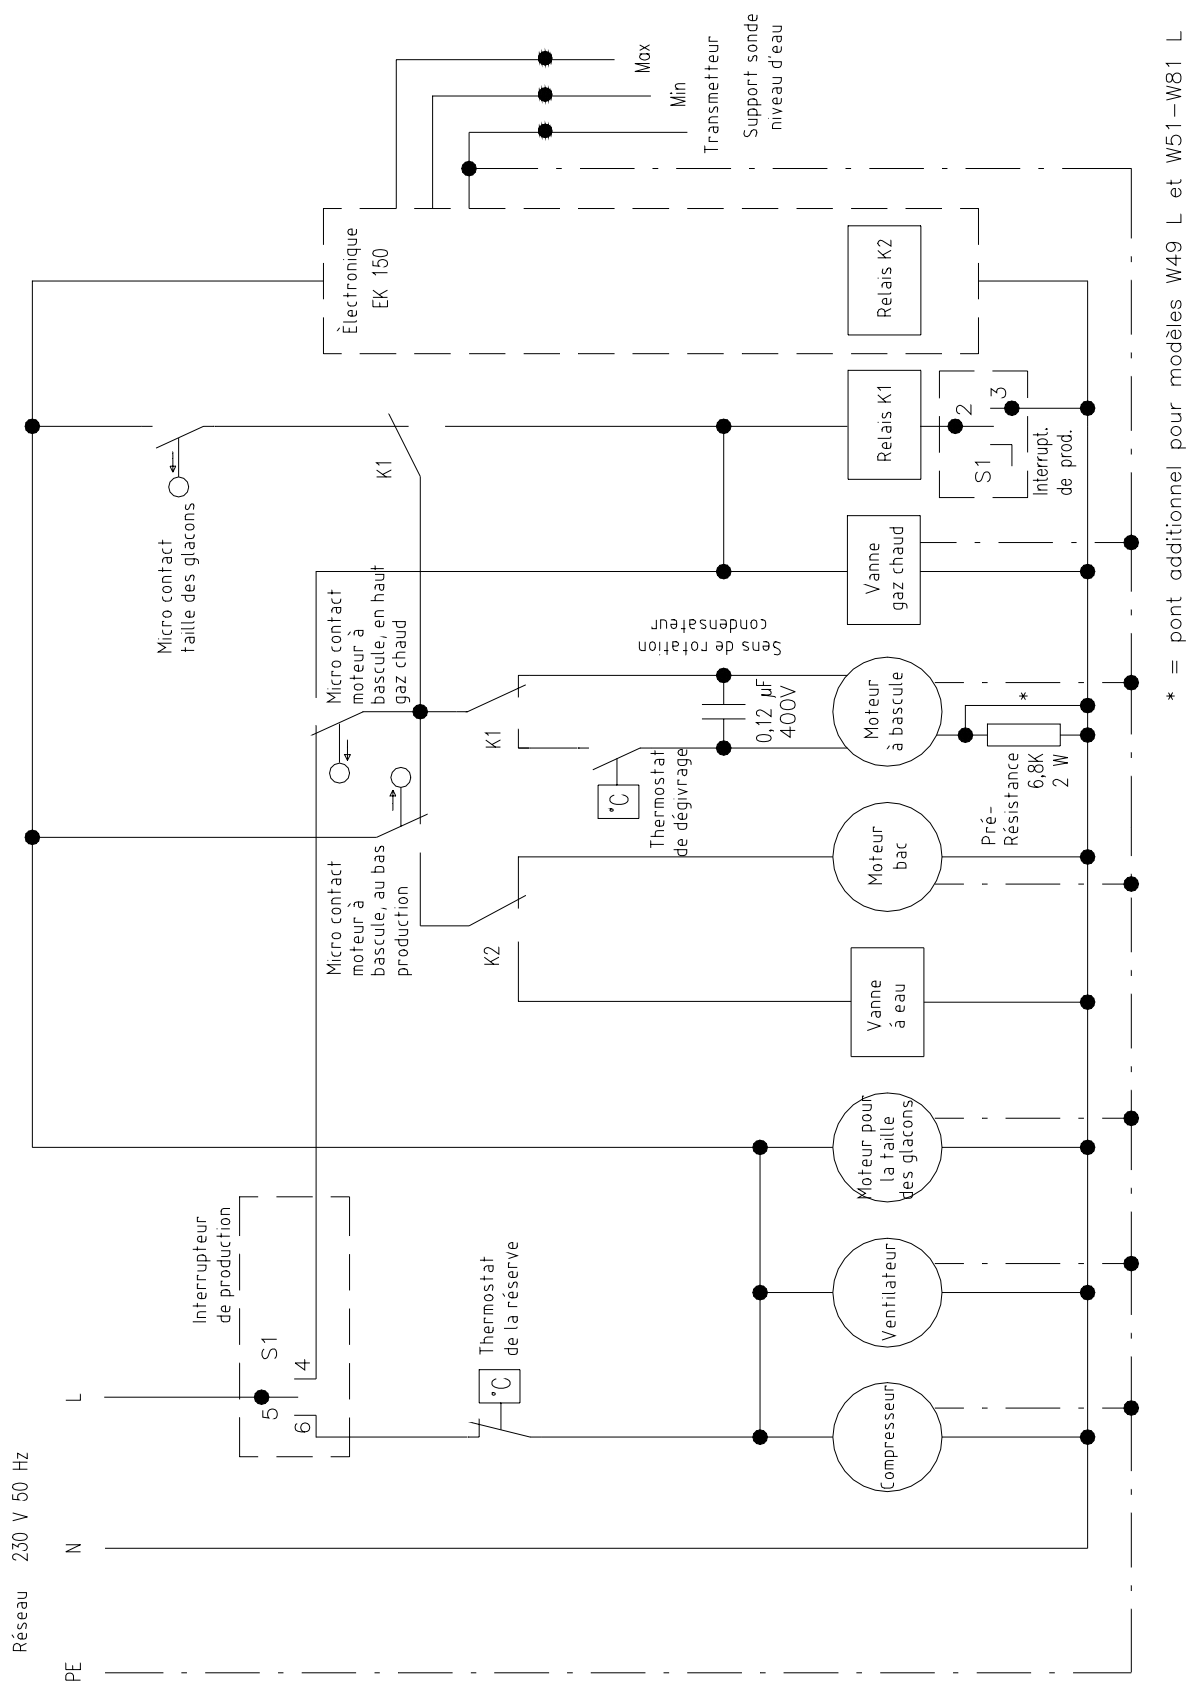 Réseau 230 V 50 Hz
PE
N
L
Interrupteur
de production
S1
5
6
4
Thermostat
de la réserve
°C
Compresseur
Ventilateur
Moteur pour
la taille
des glacons
Micro contact
moteur à
bascule, au bas
production
Micro contact
moteur à
bascule, en haut
gaz chaud
Micro contact
taille des glacons
K2
K1
K1
°C
Thermostat
de dégivrage
0,12 µF
400V
Sens de rotation
condensateur
Vanne
á eau
Moteur
bac
Moteur
à bascule
Vanne
gaz chaud
Pré-
Résistance
6,8K
2 W
*
Relais K1
Relais K2
S1
2
3
Interrupt.
de prod.
Èlectronique
EK 150
Max
Min
Transmetteur
Support sonde
niveau d'eau
* = pont additionnel pour modèles W49 L et W51-W81 L